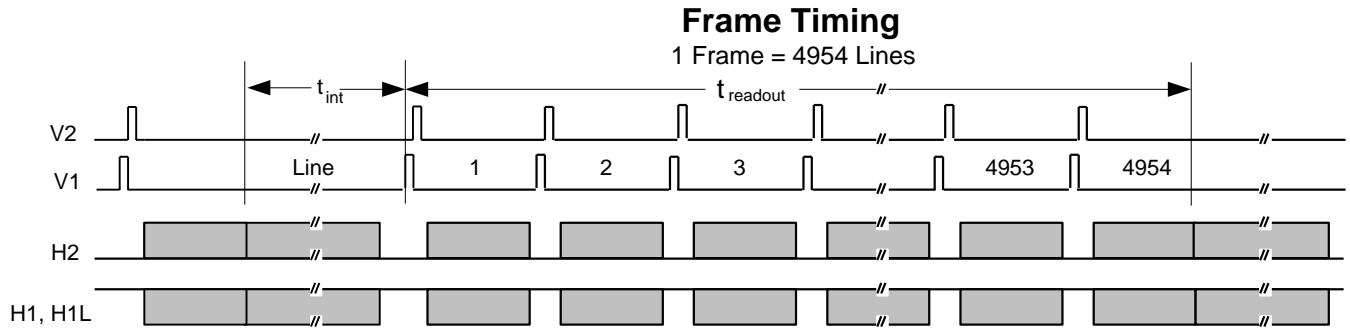 Frame Timing
1 Frame = 4954 Lines
t int
t readout
V2
V1 Line 1 2 3 4953 4954
H2
H1, H1L